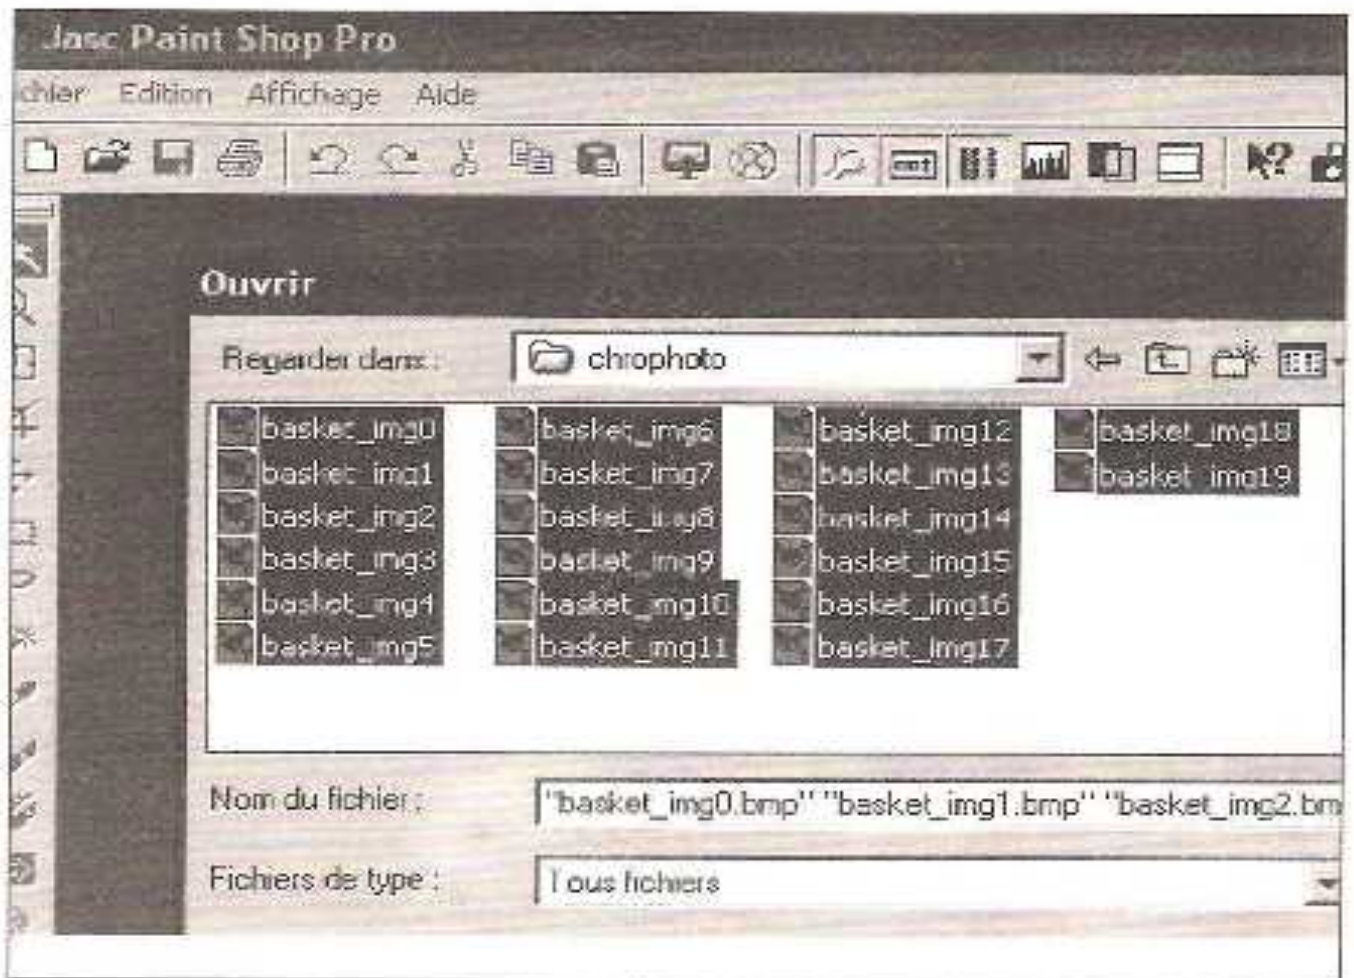 Jasc Paint Shop Pro
chier Edition Affichage Aide
Ouvrir
Regarder dans :
chrophoto
basket_img0
basket_img1
basket_img2
basket_img3
basket_img4
basket_img5
basket_img6
basket_img7
basket_img8
basket_img9
basket_img10
basket_img11
basket_img12
basket_img13
basket_img14
basket_img15
basket_img16
basket_img17
basket_img18
basket_img19
Nom du fichier :
"basket_img0.bmp" "basket_img1.bmp" "basket_img2.bm
Fichiers de type :
Tous fichiers